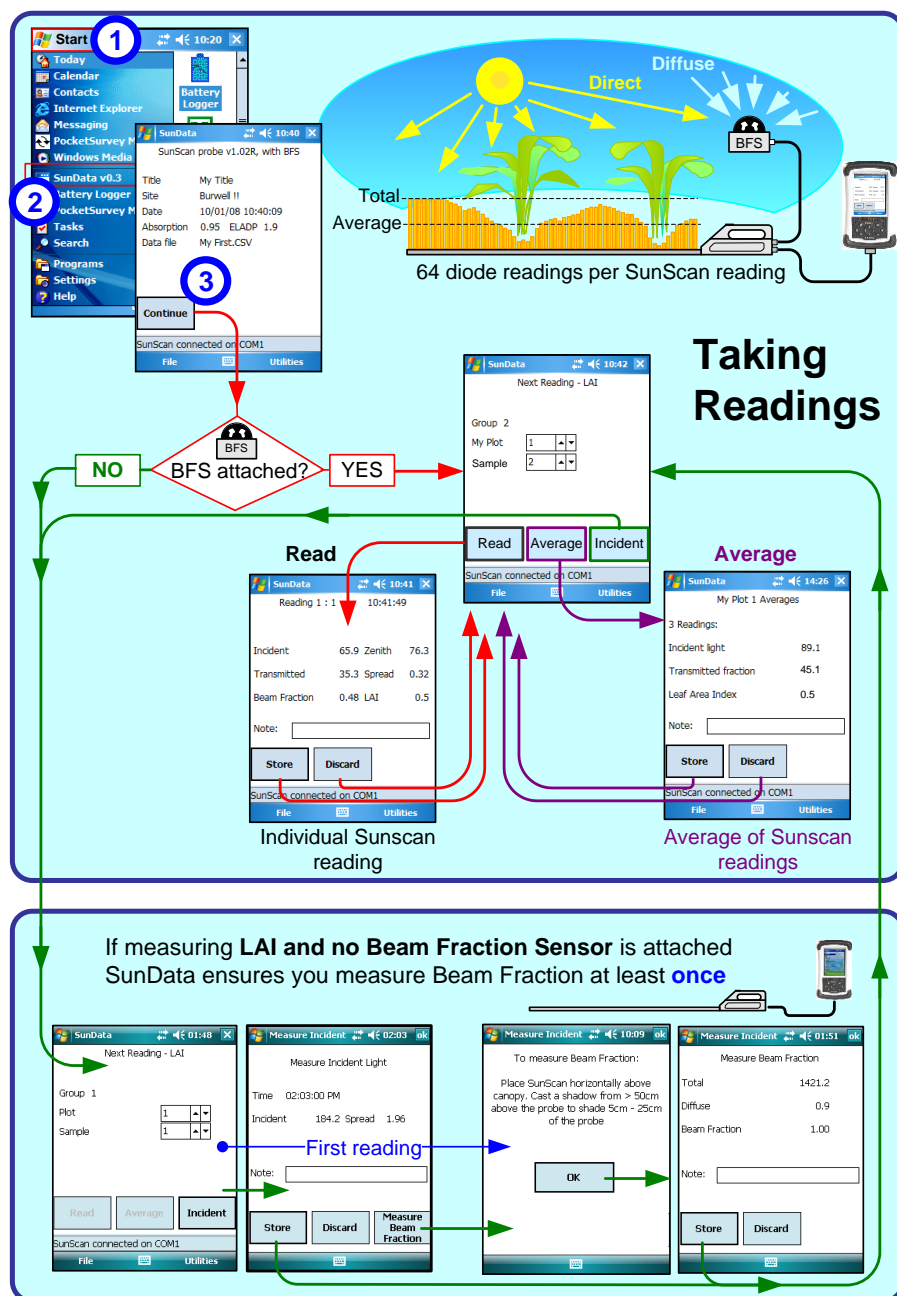 Start
1
10:20
Today
Calendar
Contacts
Internet Explorer
Messaging
PocketSurvey M
Windows Media
SunData v0.3
Battery Logger
PocketSurvey M
Tasks
Search
Programs
Settings
Help
2
Battery
Logger
SunData 10:40
SunScan probe v1.02R, with BFS
Title My Title
Site Burwell !!
Date 10/01/08 10:40:09
Absorption 0.95 ELADP 1.9
Data file My First.CSV
3
Continue
SunScan connected on COM1
File Utilities
Diffuse
Direct
BFS
Total
Average
64 diode readings per SunScan reading
Taking
Readings
BFS
BFS attached?
NO
YES
SunData 10:42
Next Reading - LAI
Group 2
My Plot 1
Sample 2
Read Average Incident
SunScan connected on COM1
File Utilities
Read
SunData 10:41
Reading 1 : 1 10:41:49
Incident 65.9 Zenith 76.3
Transmitted 35.3 Spread 0.32
Beam Fraction 0.48 LAI 0.5
Note:
Store Discard
SunScan connected on COM1
File Utilities
Individual Sunscan
reading
Average
SunData 14:26
My Plot 1 Averages
3 Readings:
Incident light 89.1
Transmitted fraction 45.1
Leaf Area Index 0.5
Note:
Store Discard
SunScan connected on COM1
File Utilities
Average of Sunscan
readings
If measuring LAI and no Beam Fraction Sensor is attached
SunData ensures you measure Beam Fraction at least once
SunData 01:48
Next Reading - LAI
Group 1
Plot 1
Sample 1
Read Average Incident
SunScan connected on COM1
File Utilities
Measure Incident 02:03 ok
Measure Incident Light
Time 02:03:00 PM
Incident 184.2 Spread 1.96
First reading
Note:
Store Discard Measure
Beam
Fraction
Measure Incident 10:09 ok
To measure Beam Fraction:
Place SunScan horizontally above
canopy. Cast a shadow from > 50cm
above the probe to shade 5cm - 25cm
of the probe
OK
Measure Incident 01:51 ok
Measure Beam Fraction
Total 1421.2
Diffuse 0.9
Beam Fraction 1.00
Note:
Store Discard